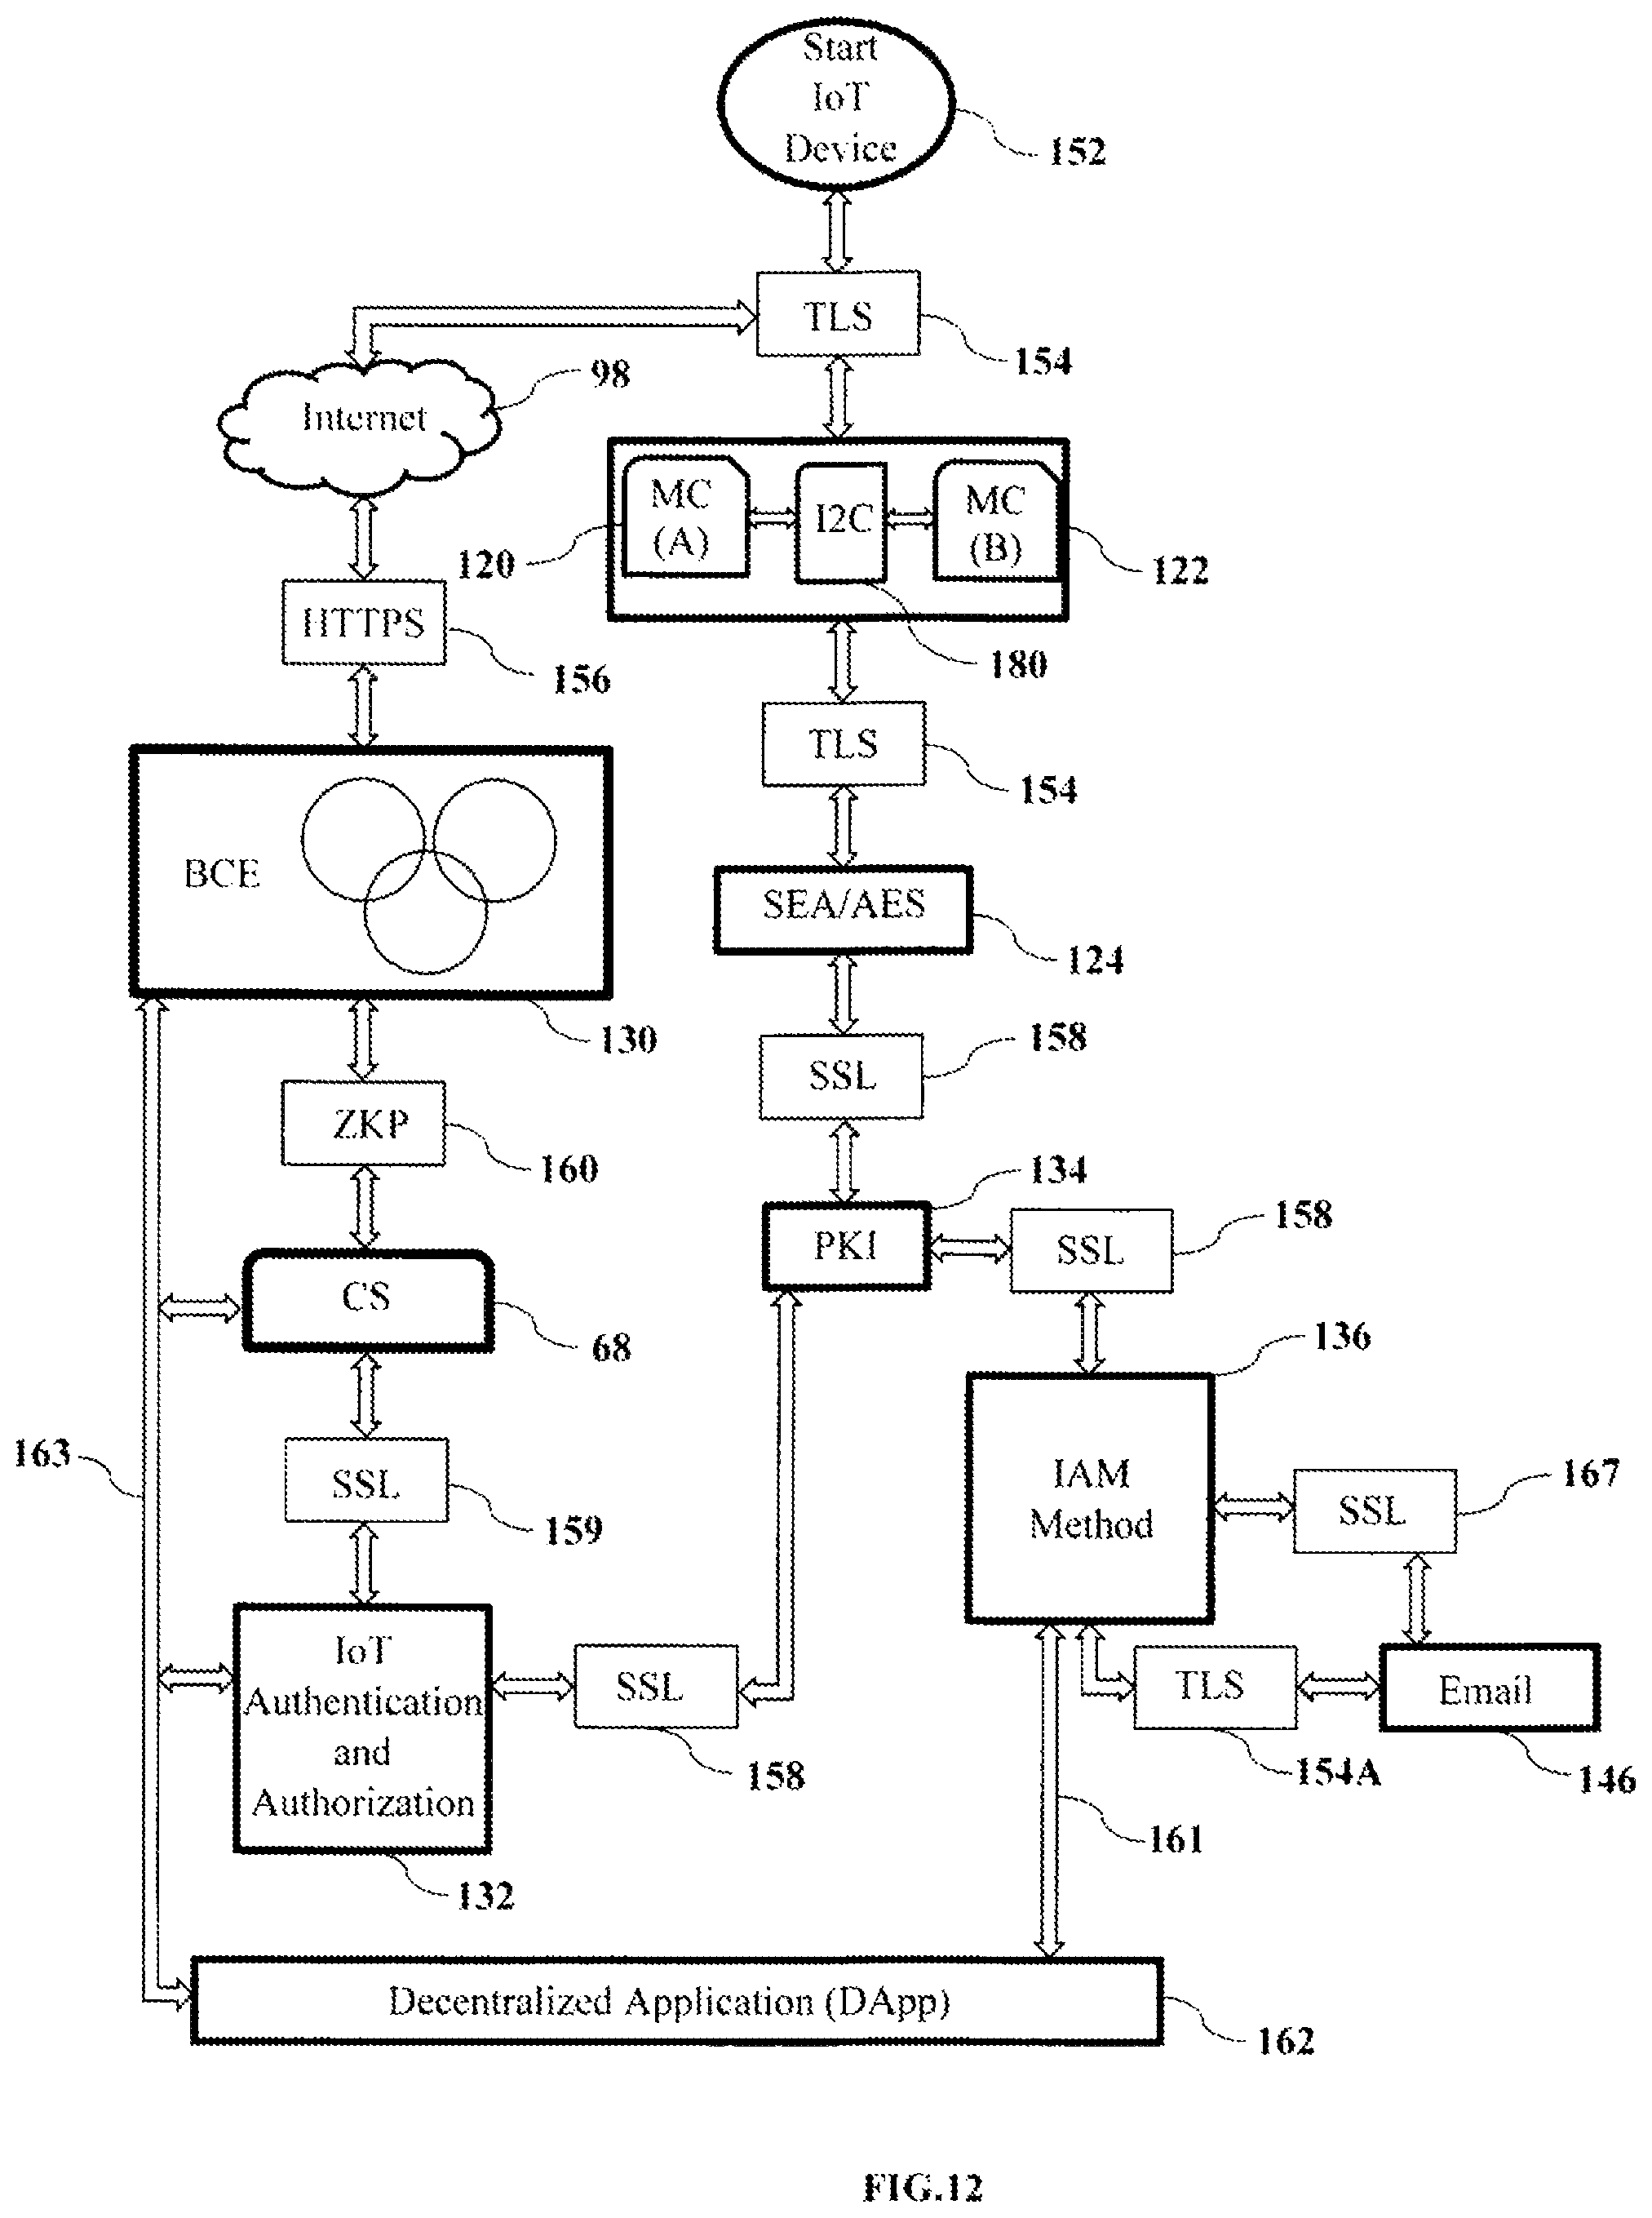 Start
IoT
Device
152
TLS
154
98
Internet
MC
(A)
I2C
MC
(B)
120
122
HTTPS
156
180
TLS
154
BCE
SEA/AES
124
130
SSL
158
ZKP
160
134
PKI
SSL
158
CS
68
136
163
SSL
159
IAM
Method
SSL
167
IoT
Authentication
and
Authorization
SSL
158
TLS
154A
Email
146
161
132
Decentralized Application (DApp)
162
FIG.12